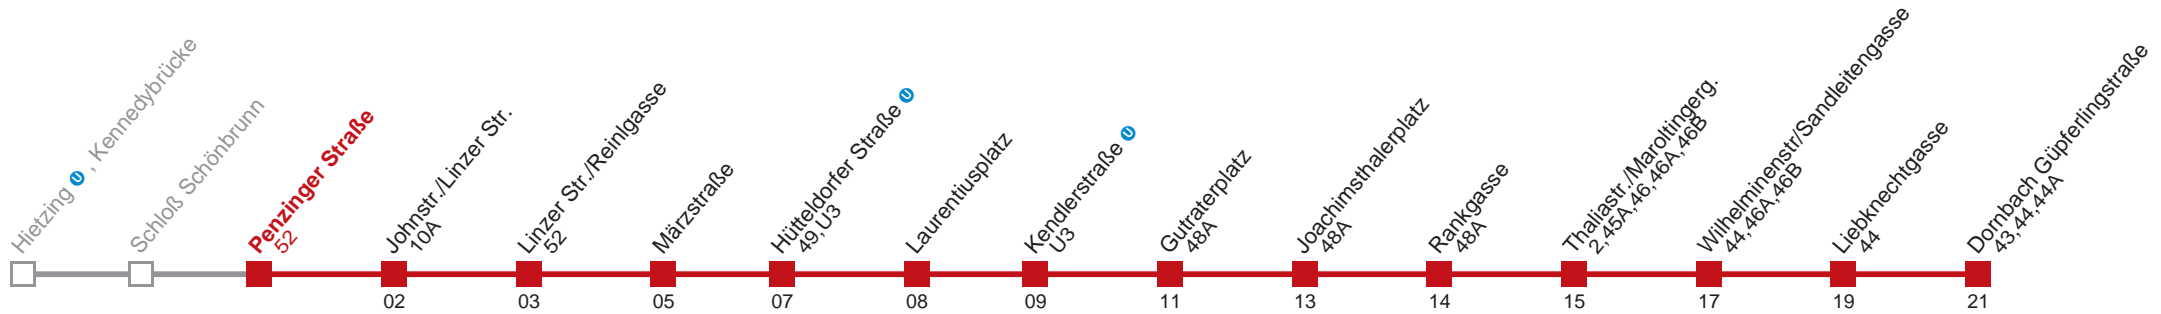 Hietzing U , Kennedybrücke
Schloß Schönbrunn
Penzinger Straße
52
Johnstr./Linzer Str.
10A
Linzer Str./Reinlgasse
52
Märzstraße
Hütteldorfer Straße U
49,U3
Laurentiusplatz
Kendlerstraße U
U3
Gutraterplatz
48A
Joachimsthalerplatz
48A
Rankgasse
48A
Thaliastr./Maroltingerg.
2,45A,46,46A,46B
Wilhelminenstr/Sandleitengasse
44,46A,46B
Liebknechtgasse
44
Dornbach Güpferlingstraße
43,44,44A
02 03 05 07 08 09 11 13 14 15 17 19 21